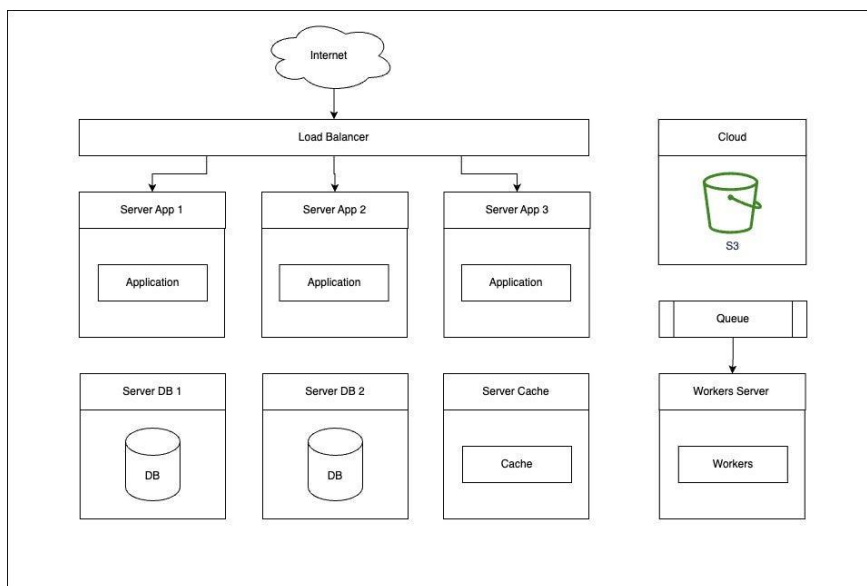 Internet
Load Balancer
Cloud
S3
Server App 1
Server App 2
Server App 3
Application
Application
Application
Queue
Server DB 1
Server DB 2
Server Cache
Workers Server
DB
DB
Cache
Workers